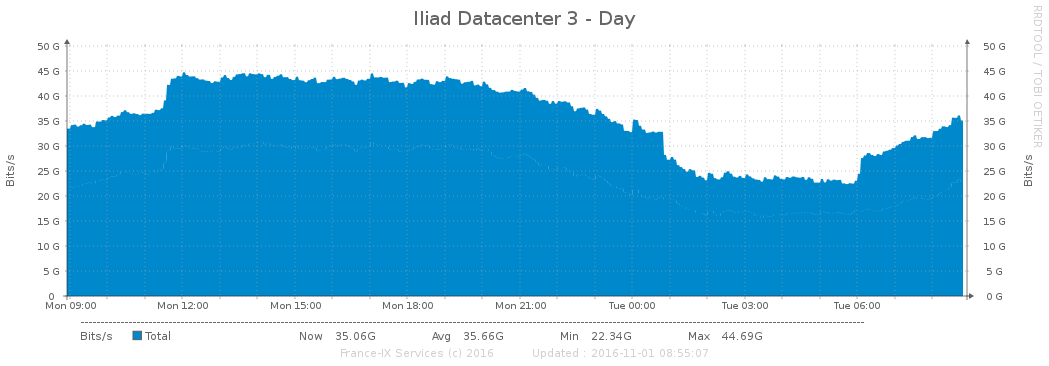 Iliad Datacenter 3 - Day
RRDTOOL / TOBI OETIKER
Bits/s
50 G
45 G
40 G
35 G
30 G
25 G
20 G
15 G
10 G
5 G
0
50 G
45 G
40 G
35 G
30 G
25 G
20 G
15 G
10 G
5 G
0 G
Bits/s
Mon 09:00 Mon 12:00 Mon 15:00 Mon 18:00 Mon 21:00 Tue 00:00 Tue 03:00 Tue 06:00
Bits/s Total Now 35.06G Avg 35.66G Min 22.34G Max 44.69G
France-IX Services (c) 2016 Updated : 2016-11-01 08:55:07